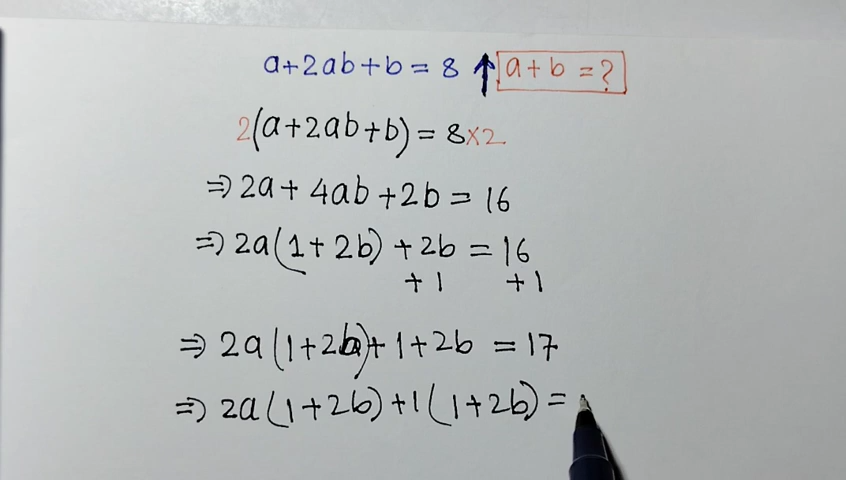 a+2ab+b = 8 ↑ a+b = ?
2(a+2ab+b) = 8×2
⇒ 2a+4ab+2b = 16
⇒ 2a(1+2b)+2b = 16
+1 +1
⇒ 2a(1+2b)+1+2b = 17
⇒ 2a(1+2b)+1(1+2b) =